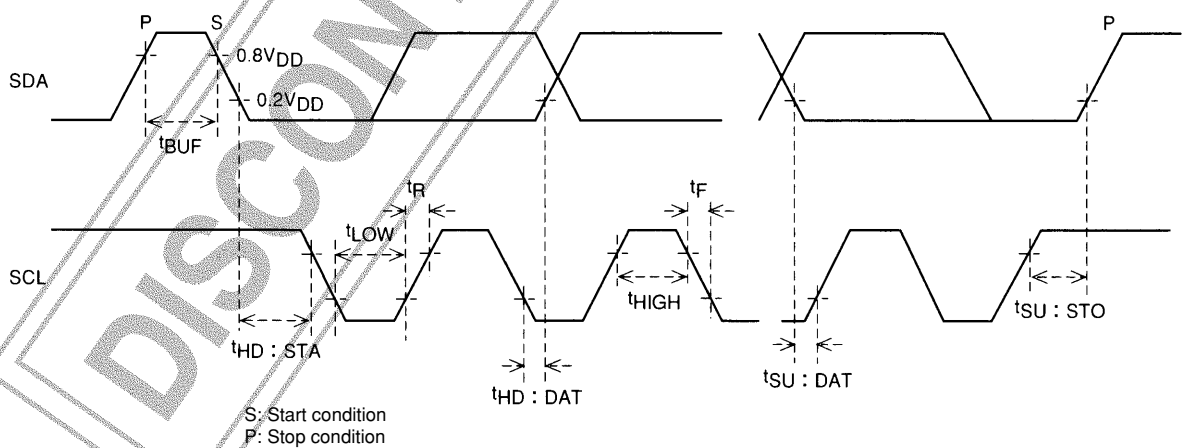 P S P
0.8VDD
SDA
0.2VDD
tBUF
tR tF
tLOW
SCL
tHIGH
tSU : STO
tHD : STA
tSU : DAT
tHD : DAT
S: Start condition
P: Stop condition
DISCON